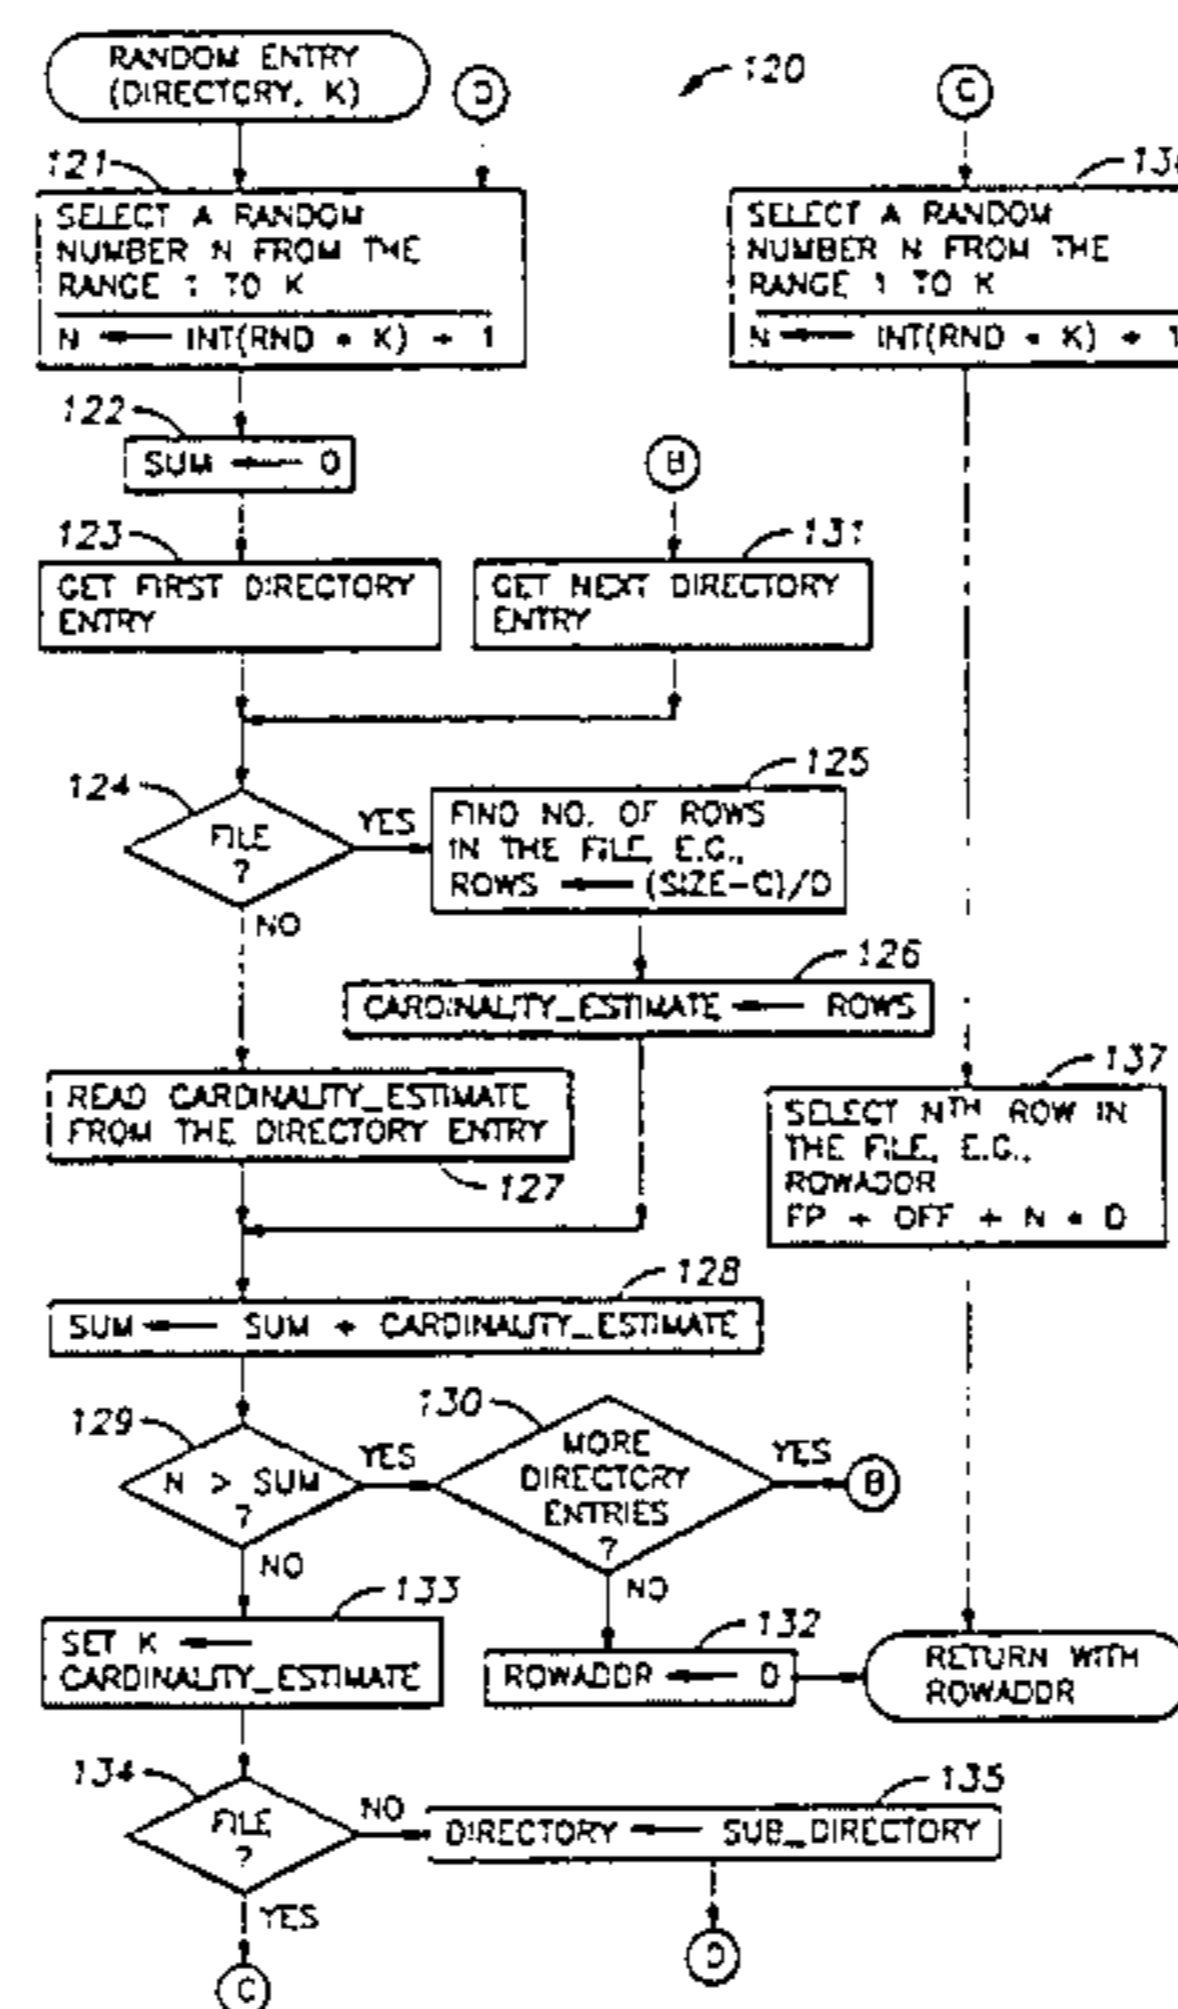 RANDOM ENTRY
(DIRECTORY, K)
D
120
C
121
SELECT A RANDOM
NUMBER N FROM THE
RANGE 1 TO K
N ← INT(RND * K) + 1
SELECT A RANDOM
NUMBER N FROM THE
RANGE 1 TO K
N ← INT(RND * K) + 1
122
SUM ← 0
B
123
GET FIRST DIRECTORY
ENTRY
131
GET NEXT DIRECTORY
ENTRY
124
FILE
?
YES
NO
125
FIND NO. OF ROWS
IN THE FILE, E.G.,
ROWS ← (SIZE-C)/D
126
CARDINALITY_ESTIMATE ← ROWS
READ CARDINALITY_ESTIMATE
FROM THE DIRECTORY ENTRY
127
137
SELECT NTH ROW IN
THE FILE, E.G.,
ROWADDR
FP + OFF + N * D
128
SUM ← SUM + CARDINALITY_ESTIMATE
129
N > SUM
?
YES
NO
130
MORE
DIRECTORY
ENTRIES
?
YES
B
NO
133
SET K ←
CARDINALITY_ESTIMATE
132
ROWADDR ← 0
RETURN WITH
ROWADDR
134
FILE
?
NO
YES
135
DIRECTORY ← SUB_DIRECTORY
C
D